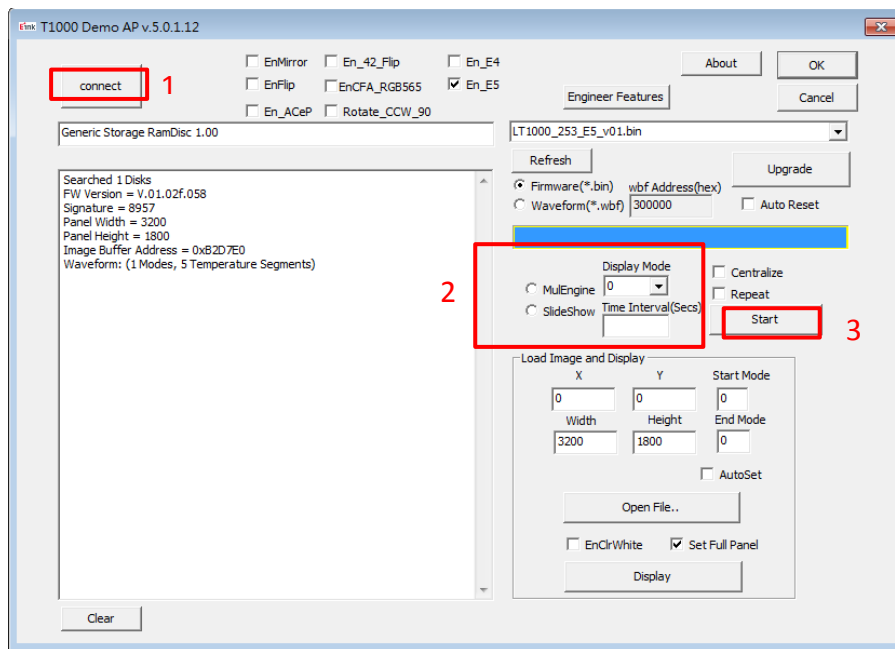 E ink T1000 Demo AP v.5.0.1.12
connect
1
EnMirror
En_42_Flip
En_E4
EnFlip
EnCFA_RGB565
En_E5
En_ACeP
Rotate_CCW_90
About
OK
Engineer Features
Cancel
Generic Storage RamDisc 1.00
LT1000_253_E5_v01.bin
Refresh
Upgrade
Firmware(*.bin)
wbf Address(hex)
Waveform(*.wbf)
300000
Auto Reset
Searched 1 Disks
FW Version = V.01.02f.058
Signature = 8957
Panel Width = 3200
Panel Height = 1800
Image Buffer Address = 0xB2D7E0
Waveform: (1 Modes, 5 Temperature Segments)
2
Display Mode
MulEngine
0
SlideShow
Time Interval(Secs)
Centralize
Repeat
Start
3
Load Image and Display
X
Y
Start Mode
0
0
0
Width
Height
End Mode
3200
1800
0
AutoSet
Open File..
EnClrWhite
Set Full Panel
Display
Clear